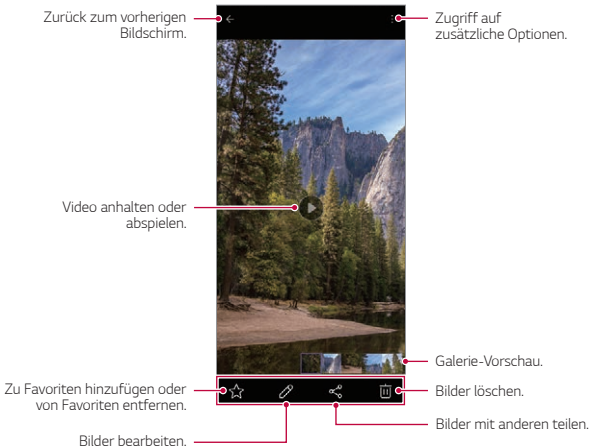 Zurück zum vorherigen
Bildschirm.
Zugriff auf
zusätzliche Optionen.
Video anhalten oder
abspielen.
Galerie-Vorschau.
Zu Favoriten hinzufügen oder
von Favoriten entfernen.
Bilder löschen.
Bilder mit anderen teilen.
Bilder bearbeiten.